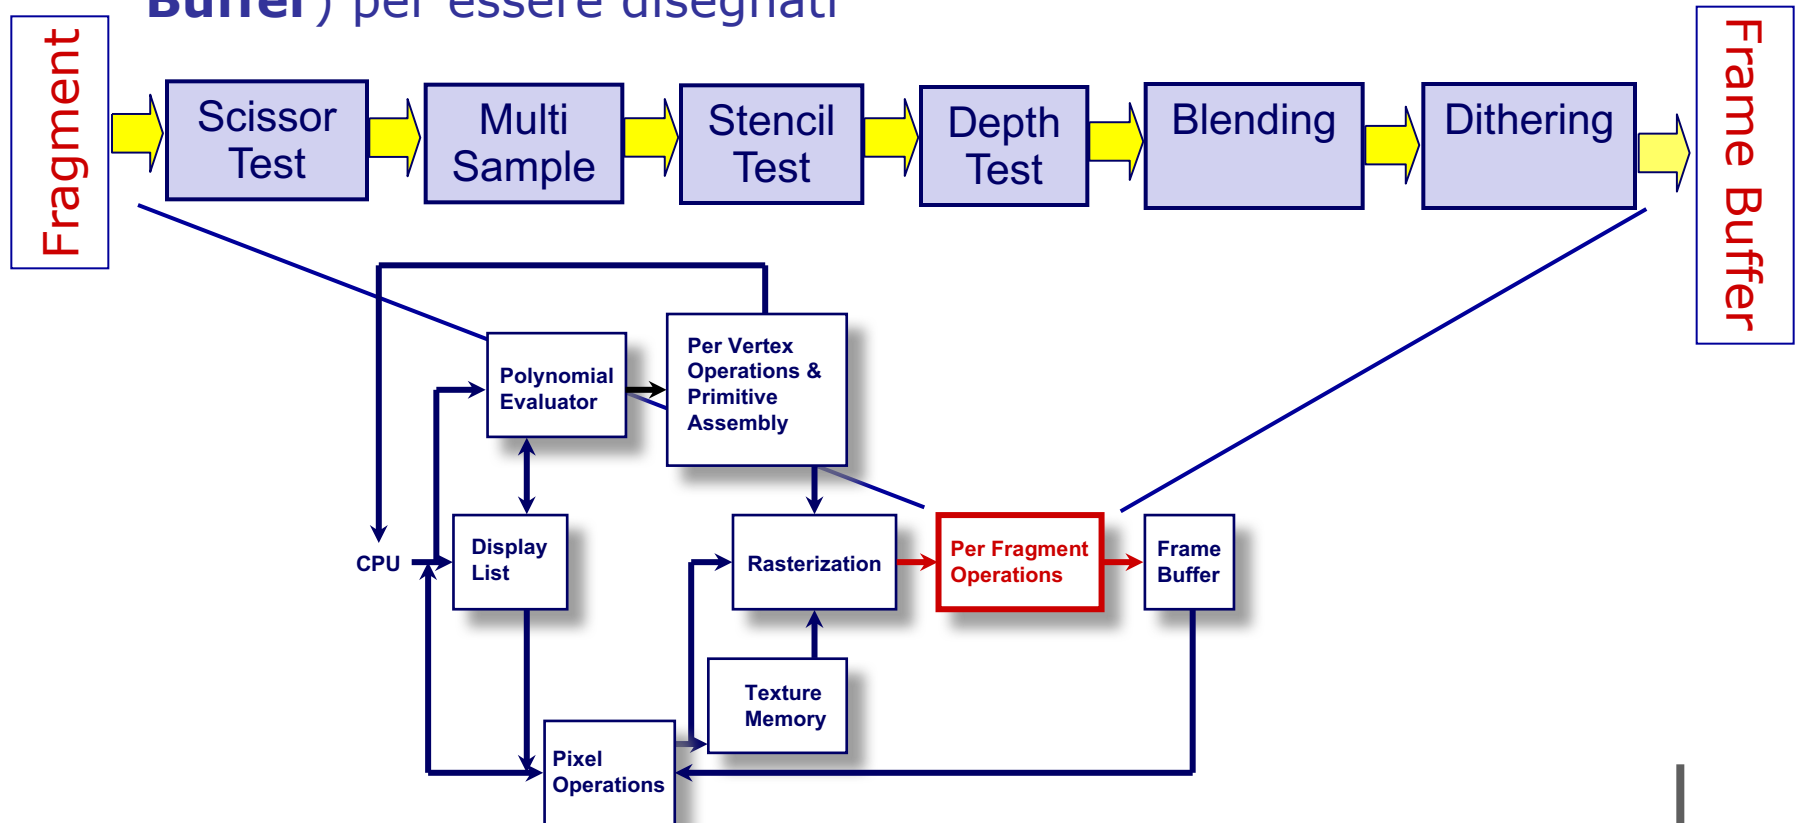 Buffer) per essere disegnati
Fragment
Scissor
Test
Multi
Sample
Stencil
Test
Depth
Test
Blending
Dithering
Frame Buffer
Polynomial
Evaluator
Per Vertex
Operations &
Primitive
Assembly
CPU
Display
List
Rasterization
Per Fragment
Operations
Frame
Buffer
Texture
Memory
Pixel
Operations